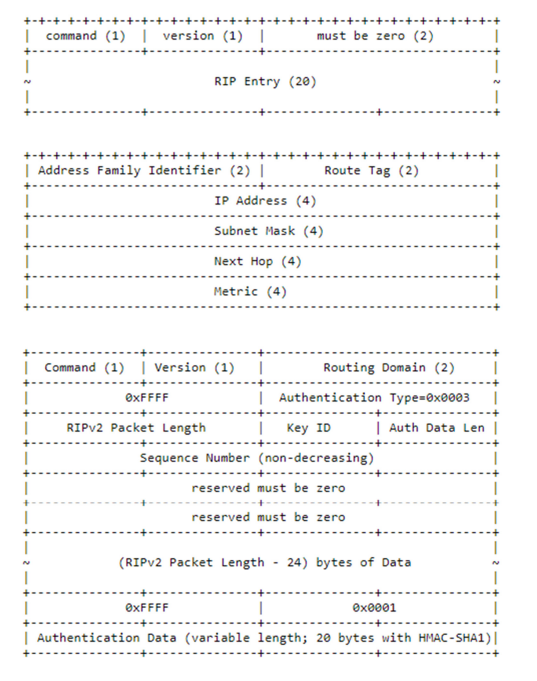 command (1) | version (1) | must be zero (2)
RIP Entry (20)
Address Family Identifier (2) | Route Tag (2)
IP Address (4)
Subnet Mask (4)
Next Hop (4)
Metric (4)
Command (1) | Version (1) | Routing Domain (2)
0xFFFF | Authentication Type=0x0003
RIPv2 Packet Length | Key ID | Auth Data Len
Sequence Number (non-decreasing)
reserved must be zero
reserved must be zero
(RIPv2 Packet Length - 24) bytes of Data
0xFFFF | 0x0001
Authentication Data (variable length; 20 bytes with HMAC-SHA1)